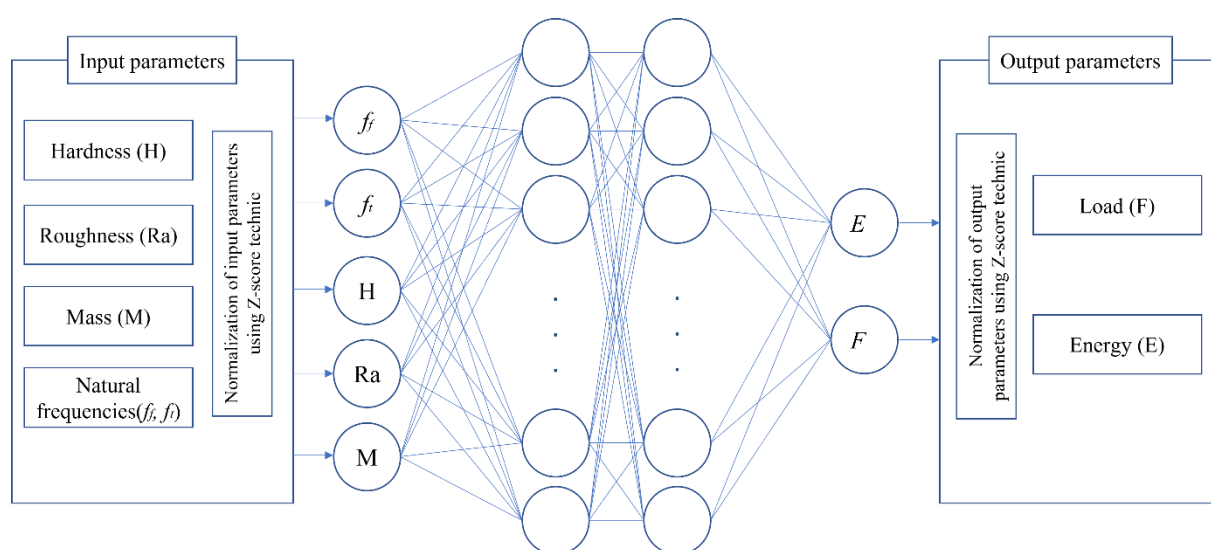 Input parameters
Hardness (H)
Roughness (Ra)
Mass (M)
Natural
frequencies(ff, ft)
Normalization of input parameters
using Z-score technic
ff
ft
H
Ra
M
E
F
Output parameters
Normalization of output
parameters using Z-score technic
Load (F)
Energy (E)